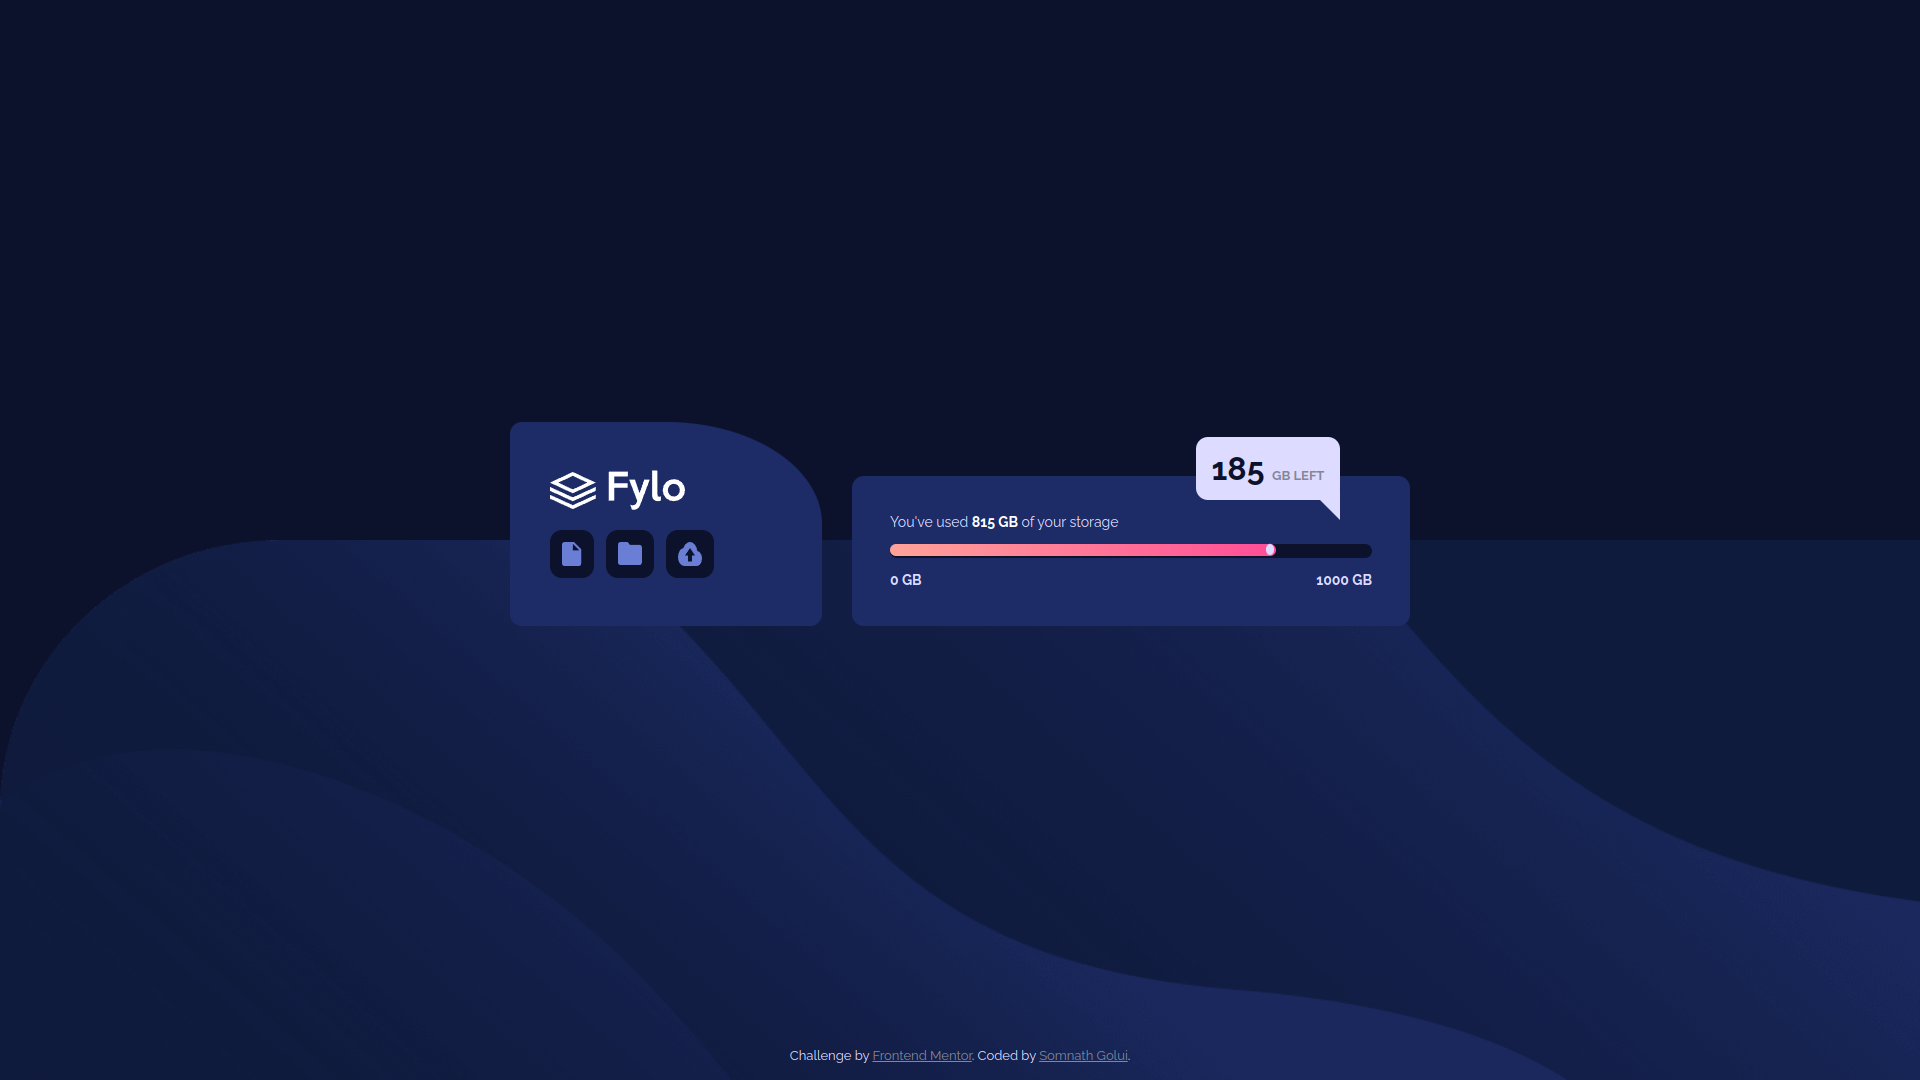 Fylo
185 GB LEFT
You've used 815 GB of your storage
0 GB 1000 GB
Challenge by Frontend Mentor. Coded by Somnath Golui.